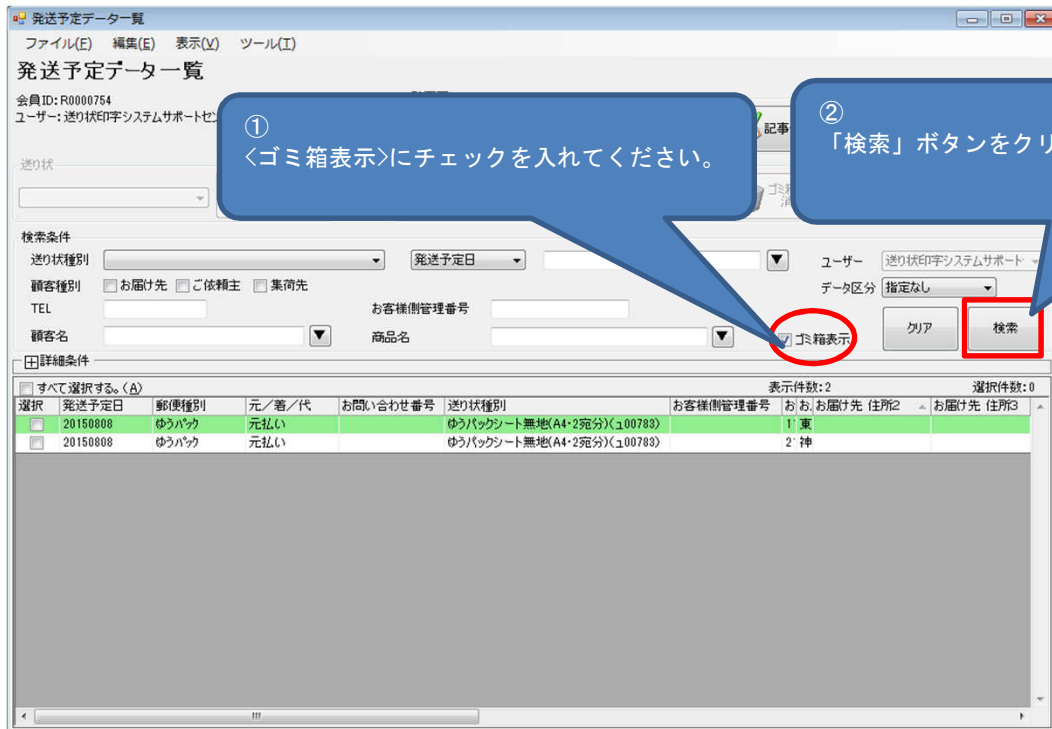 発送予定データ一覧
ファイル(F) 編集(E) 表示(V) ツール(T)
発送予定データ一覧
会員ID:R0000754
ユーザー:送り状印字システムサポートセン
①
<ゴミ箱表示>にチェックを入れてください。
記事
②
「検索」ボタンをクリ
送り状
検索条件
送り状種別 発送予定日 ユーザー 送り状印字システムサポート
顧客種別 お届け先 ご依頼主 集荷先 データ区分 指定なし
TEL お客様側管理番号
顧客名 商品名 ゴミ箱表示 クリア 検索
詳細条件
すべて選択する。(A) 表示件数:2 選択件数:0
選択 発送予定日 郵便種別 元/着/代 お問い合わせ番号 送り状種別 お客様側管理番号 お お. お届け先 住所2 お届け先 住所3
20150808 ゆうパック 元払い ゆうパックシート無地(A4・2宛分)(ュ00783) 1 東
20150808 ゆうパック 元払い ゆうパックシート無地(A4・2宛分)(ュ00783) 2 神